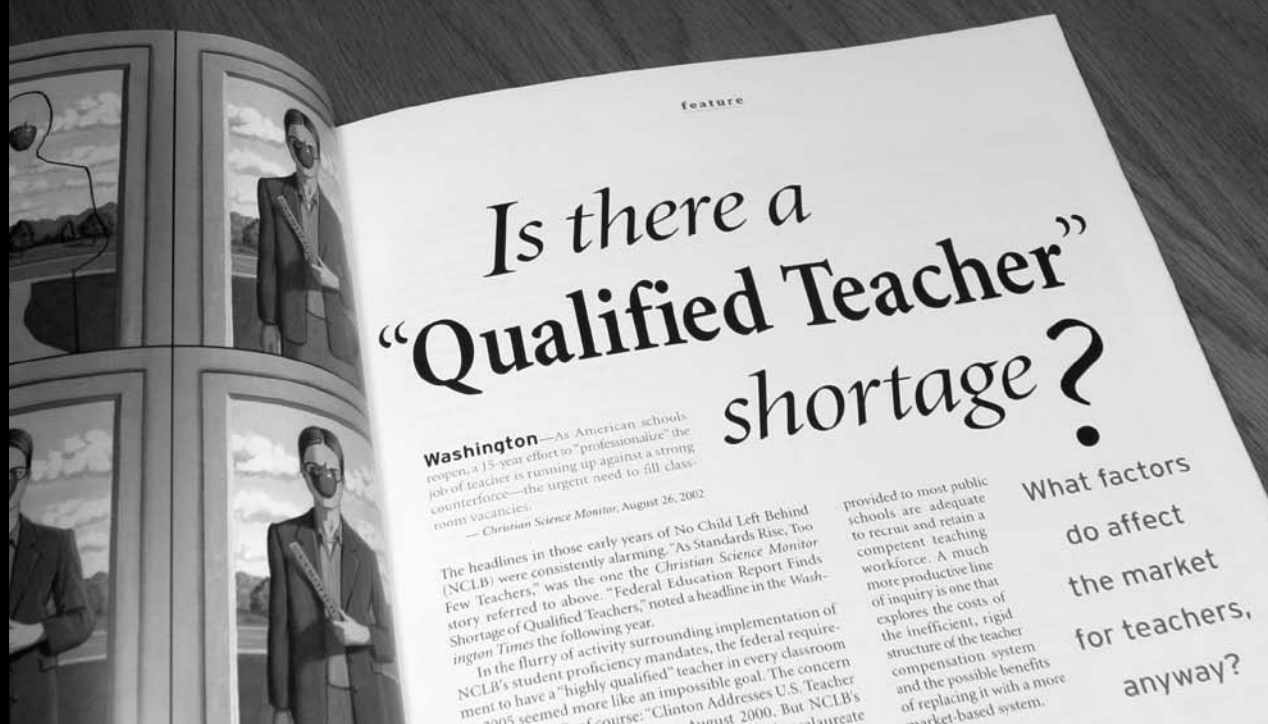 feature
Is there a
“Qualified Teacher”
shortage?
Washington—As American schools
reopen, a 15-year effort to “professionalize” the
job of teacher is running up against a strong
counterforce—the urgent need to fill class-
room vacancies.
— Christian Science Monitor, August 26, 2002
The headlines in those early years of No Child Left Behind
(NCLB) were consistently alarming. “As Standards Rise, Too
Few Teachers,” was the one the Christian Science Monitor
story referred to above. “Federal Education Report Finds
Shortage of Qualified Teachers,” noted a headline in the Wash-
ington Times the following year.
In the flurry of activity surrounding implementation of
NCLB’s student proficiency mandates, the federal require-
ment to have a “highly qualified” teacher in every classroom
2005 seemed more like an impossible goal. The concern
course: “Clinton Addresses U.S. Teacher
August 2000. But NCLB’s
provided to most public
schools are adequate
to recruit and retain a
competent teaching
workforce. A much
more productive line
of inquiry is one that
explores the costs of
the inefficient, rigid
structure of the teacher
compensation system
and the possible benefits
of replacing it with a more
market-based system.
What factors
do affect
the market
for teachers,
anyway?